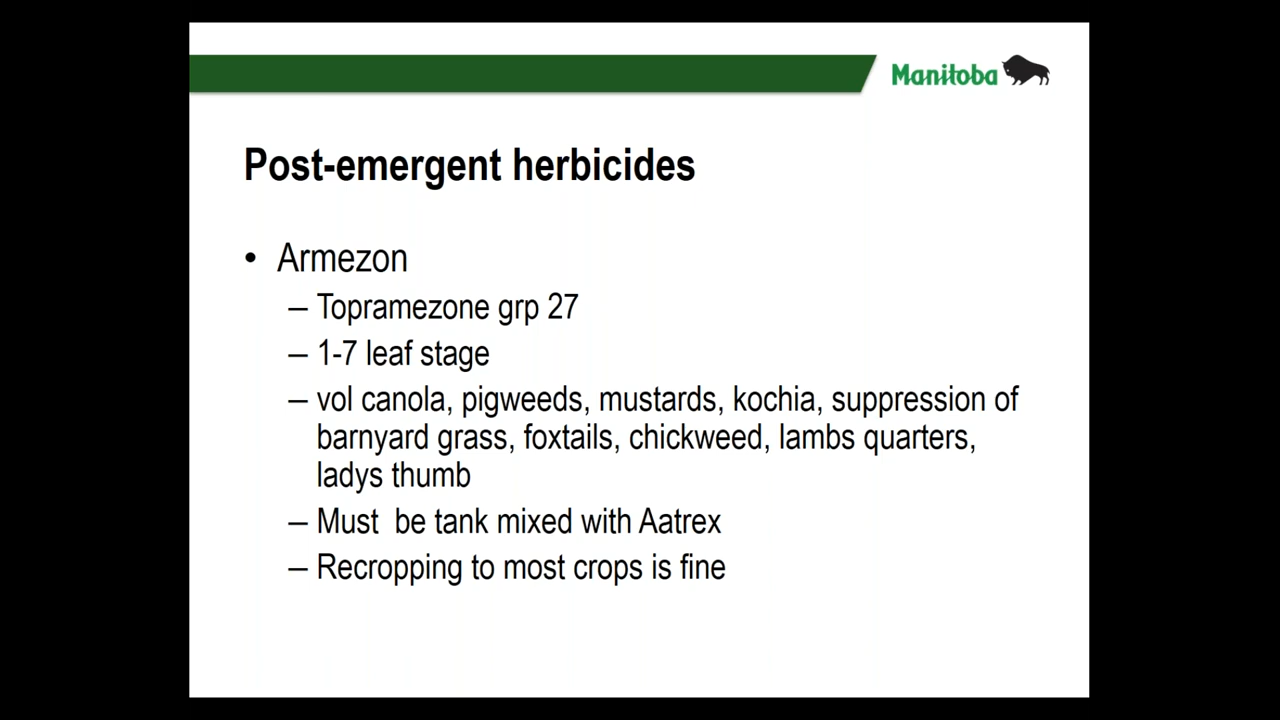 Manitoba
Post-emergent herbicides
• Armezon
– Topramezone grp 27
– 1-7 leaf stage
– vol canola, pigweeds, mustards, kochia, suppression of
barnyard grass, foxtails, chickweed, lambs quarters,
ladys thumb
– Must  be tank mixed with Aatrex
– Recropping to most crops is fine